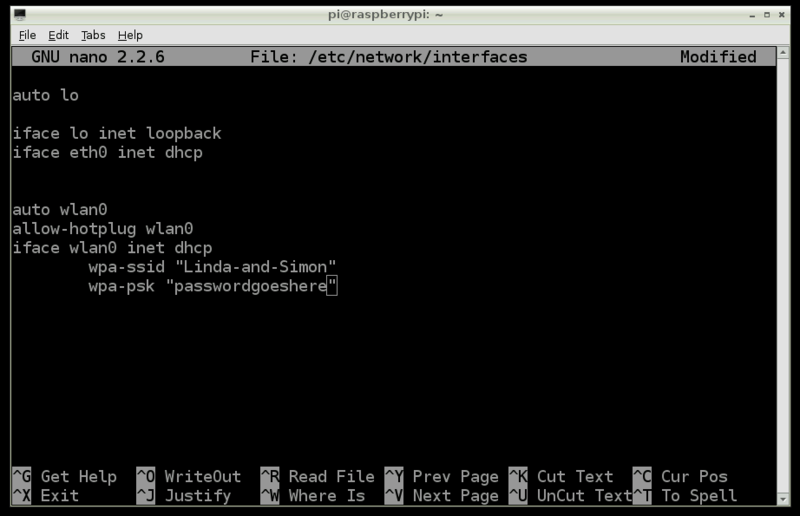 pi@raspberrypi: ~
File Edit Tabs Help
GNU nano 2.2.6 File: /etc/network/interfaces Modified
auto lo
iface lo inet loopback
iface eth0 inet dhcp
auto wlan0
allow-hotplug wlan0
iface wlan0 inet dhcp
wpa-ssid "Linda-and-Simon"
wpa-psk "passwordgoeshere"
^G Get Help ^O WriteOut ^R Read File ^Y Prev Page ^K Cut Text ^C Cur Pos
^X Exit ^J Justify ^W Where Is ^V Next Page ^U UnCut Text ^T To Spell